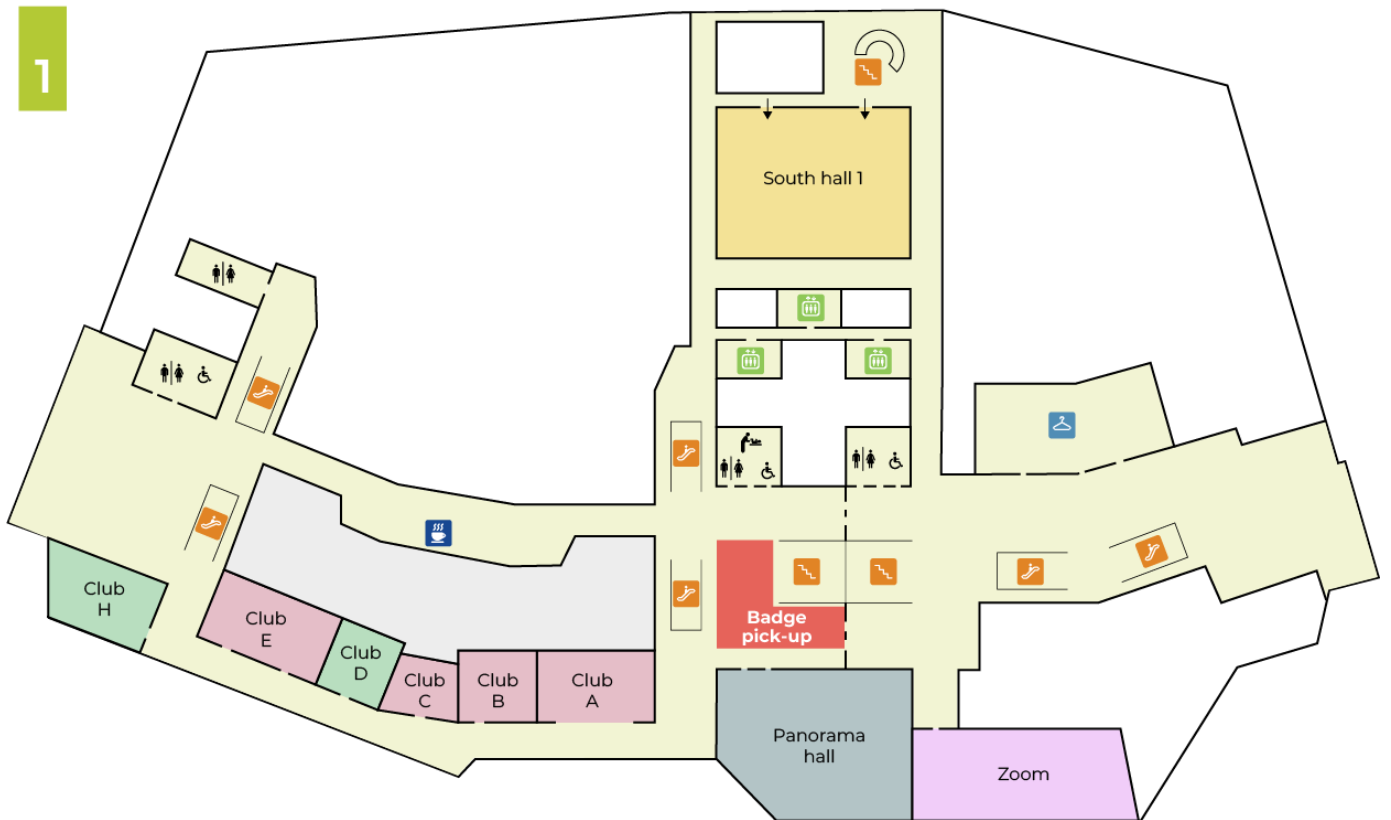 1
South hall 1
Club
H
Club
E
Club
D
Club
C
Club
B
Club
A
Badge
pick-up
Panorama
hall
Zoom